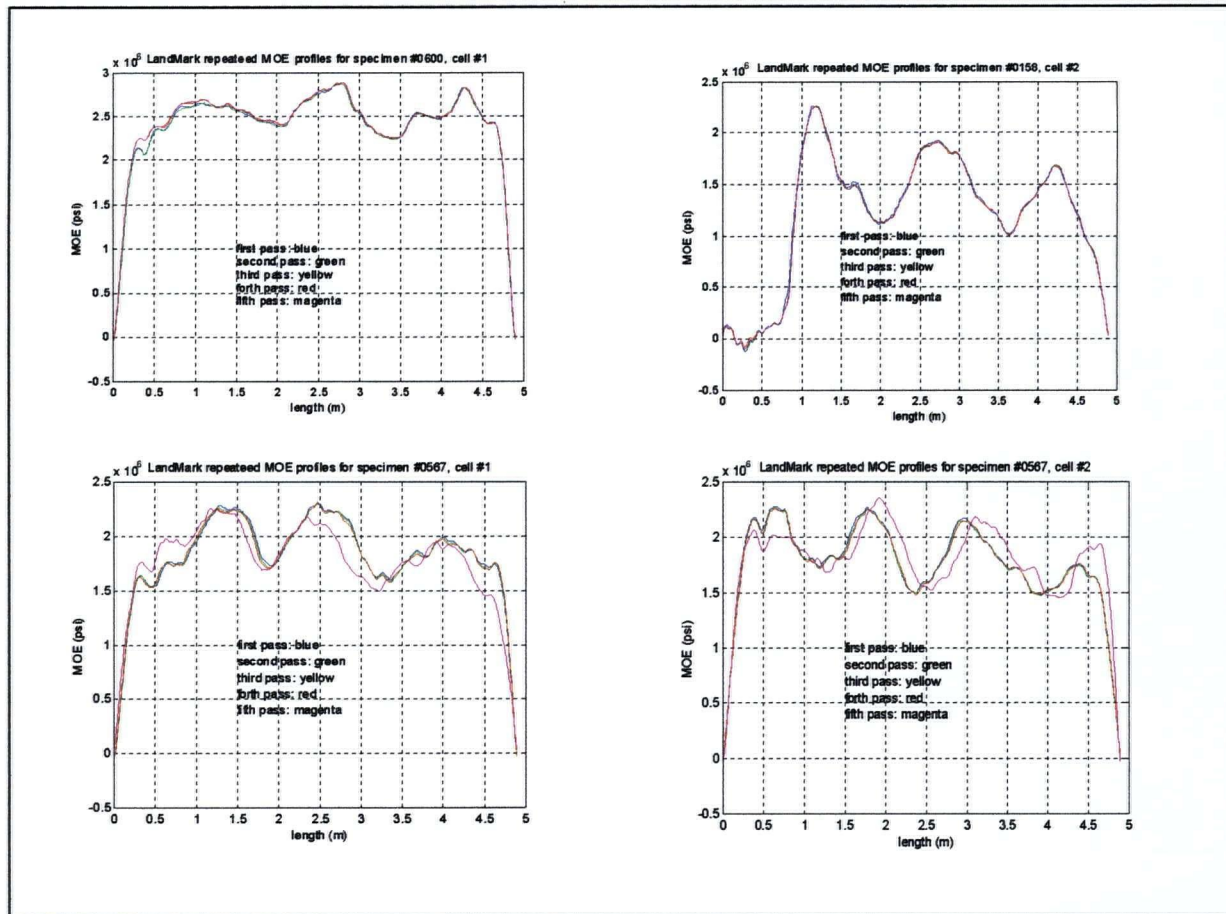 x 10^6 LandMark repeateed MOE profiles for specimen #0600, cell #1
3
2.5
2
1.5
1
0.5
0
-0.5
MOE (psi)
first pass: blue
second pass: green
third pass: yellow
forth pass: red
fifth pass: magenta
0 0.5 1 1.5 2 2.5 3 3.5 4 4.5 5
length (m)
x 10^6 LandMark repeated MOE profiles for specimen #0158, cell #2
2.5
2
1.5
1
0.5
0
-0.5
MOE (psi)
first pass: blue
second pass: green
third pass: yellow
forth pass: red
fifth pass: magenta
0 0.5 1 1.5 2 2.5 3 3.5 4 4.5 5
length (m)
x 10^6 LandMark repeateed MOE profiles for specimen #0567, cell #1
2.5
2
1.5
1
0.5
0
-0.5
MOE (psi)
first pass: blue
second pass: green
third pass: yellow
forth pass: red
fifth pass: magenta
0 0.5 1 1.5 2 2.5 3 3.5 4 4.5 5
length (m)
x 10^6 LandMark repeated MOE profiles for specimen #0567, cell #2
2.5
2
1.5
1
0.5
0
-0.5
MOE (psi)
first pass: blue
second pass: green
third pass: yellow
forth pass: red
fifth pass: magenta
0 0.5 1 1.5 2 2.5 3 3.5 4 4.5 5
length (m)